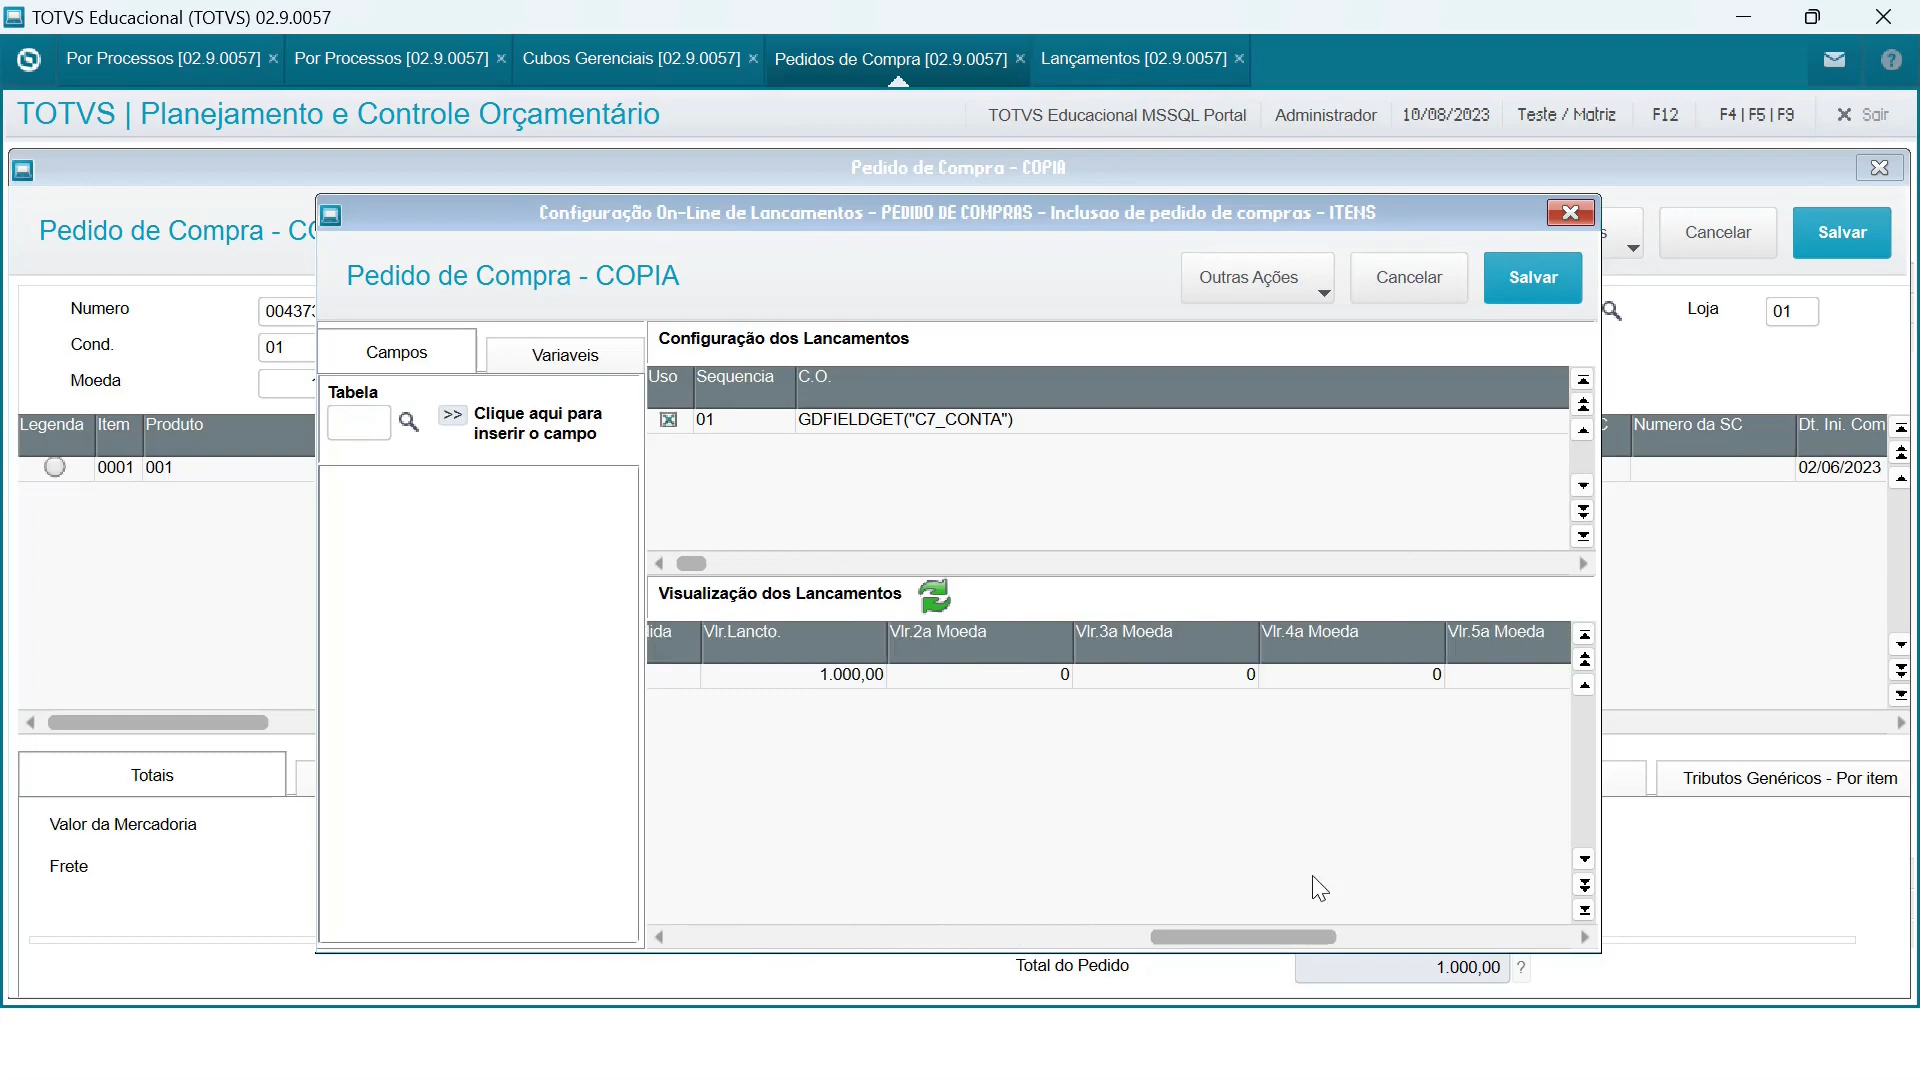 TOTVS Educacional (TOTVS) 02.9.0057
Por Processos [02.9.0057] × Por Processos [02.9.0057] × Cubos Gerenciais [02.9.0057] × Pedidos de Compra [02.9.0057] × Lançamentos [02.9.0057] ×
TOTVS | Planejamento e Controle Orçamentário TOTVS Educacional MSSQL Portal Administrador 10/08/2023 Teste / Matriz F12 F4 | F5 | F9 Sair
Pedido de Compra - COPIA
Configuração On-Line de Lancamentos - PEDIDO DE COMPRAS - Inclusao de pedido de compras - ITENS
Pedido de Compra - CO
s Cancelar Salvar
Pedido de Compra - COPIA
Outras Ações Cancelar Salvar
Numero 00437
Loja 01
Cond. 01
Moeda
Campos Variaveis
Configuração dos Lancamentos
Tabela
>> Clique aqui para
inserir o campo
Uso Sequencia C.O.
01 GDFIELDGET("C7_CONTA")
Legenda Item Produto
0001 001
Numero da SC Dt. Ini. Com
02/06/2023
Visualização dos Lancamentos
lida Vlr.Lancto. Vlr.2a Moeda Vlr.3a Moeda Vlr.4a Moeda Vlr.5a Moeda
1.000,00 0 0 0
Totais
Tributos Genéricos - Por item
Valor da Mercadoria
Frete
Total do Pedido 1.000,00 ?